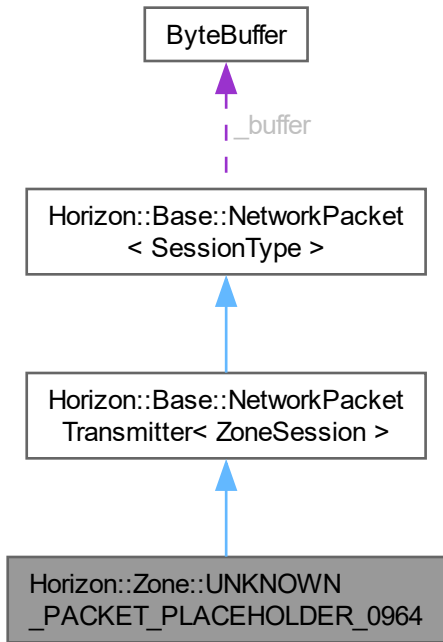 ByteBuffer
_buffer
Horizon::Base::NetworkPacket
< SessionType >
Horizon::Base::NetworkPacket
Transmitter< ZoneSession >
Horizon::Zone::UNKNOWN
_PACKET_PLACEHOLDER_0964